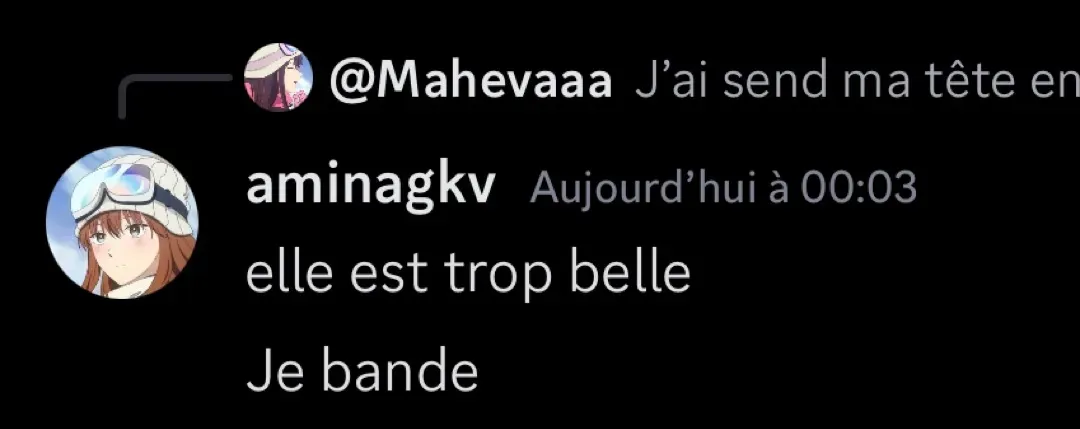 @Mahevaaa J'ai send ma tête en
aminagkv Aujourd'hui à 00:03
elle est trop belle
Je bande